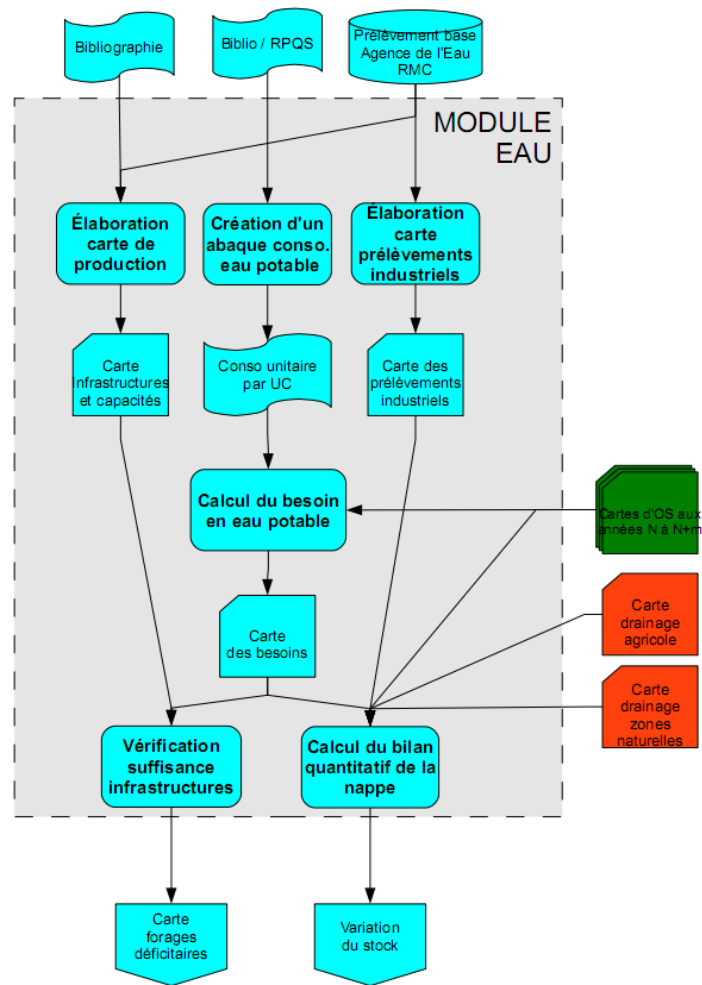 Bibliographie
Biblio / RPQS
Prélèvement base
Agence de l'Eau
RMC
MODULE
EAU
Élaboration
carte de
production
Création d'un
abaque conso.
eau potable
Élaboration
carte
prélèvements
industriels
Carte
Infrastructures
et capacités
Conso unitaire
par UC
Carte des
prélèvements
industriels
Calcul du besoin
en eau potable
Cartes d'OS aux
années N à N+m
Carte
des besoins
Carte
drainage
agricole
Carte
drainage
zones
naturelles
Vérification
suffisance
infrastructures
Calcul du bilan
quantitatif de la
nappe
Carte
forages
déficitaires
Variation
du stock